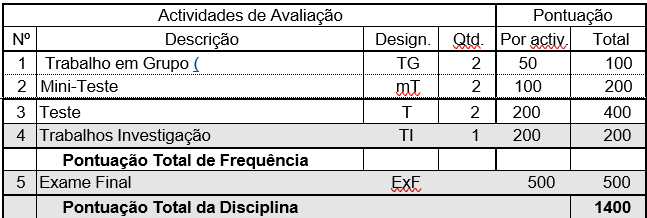 Actividades de Avaliação Pontuação
Nº Descrição Design. Qtd. Por activ. Total
1 Trabalho em Grupo ( TG 2 50 100
2 Mini-Teste mT 2 100 200
3 Teste T 2 200 400
4 Trabalhos Investigação TI 1 200 200
Pontuação Total de Frequência
5 Exame Final ExF 500 500
Pontuação Total da Disciplina 1400